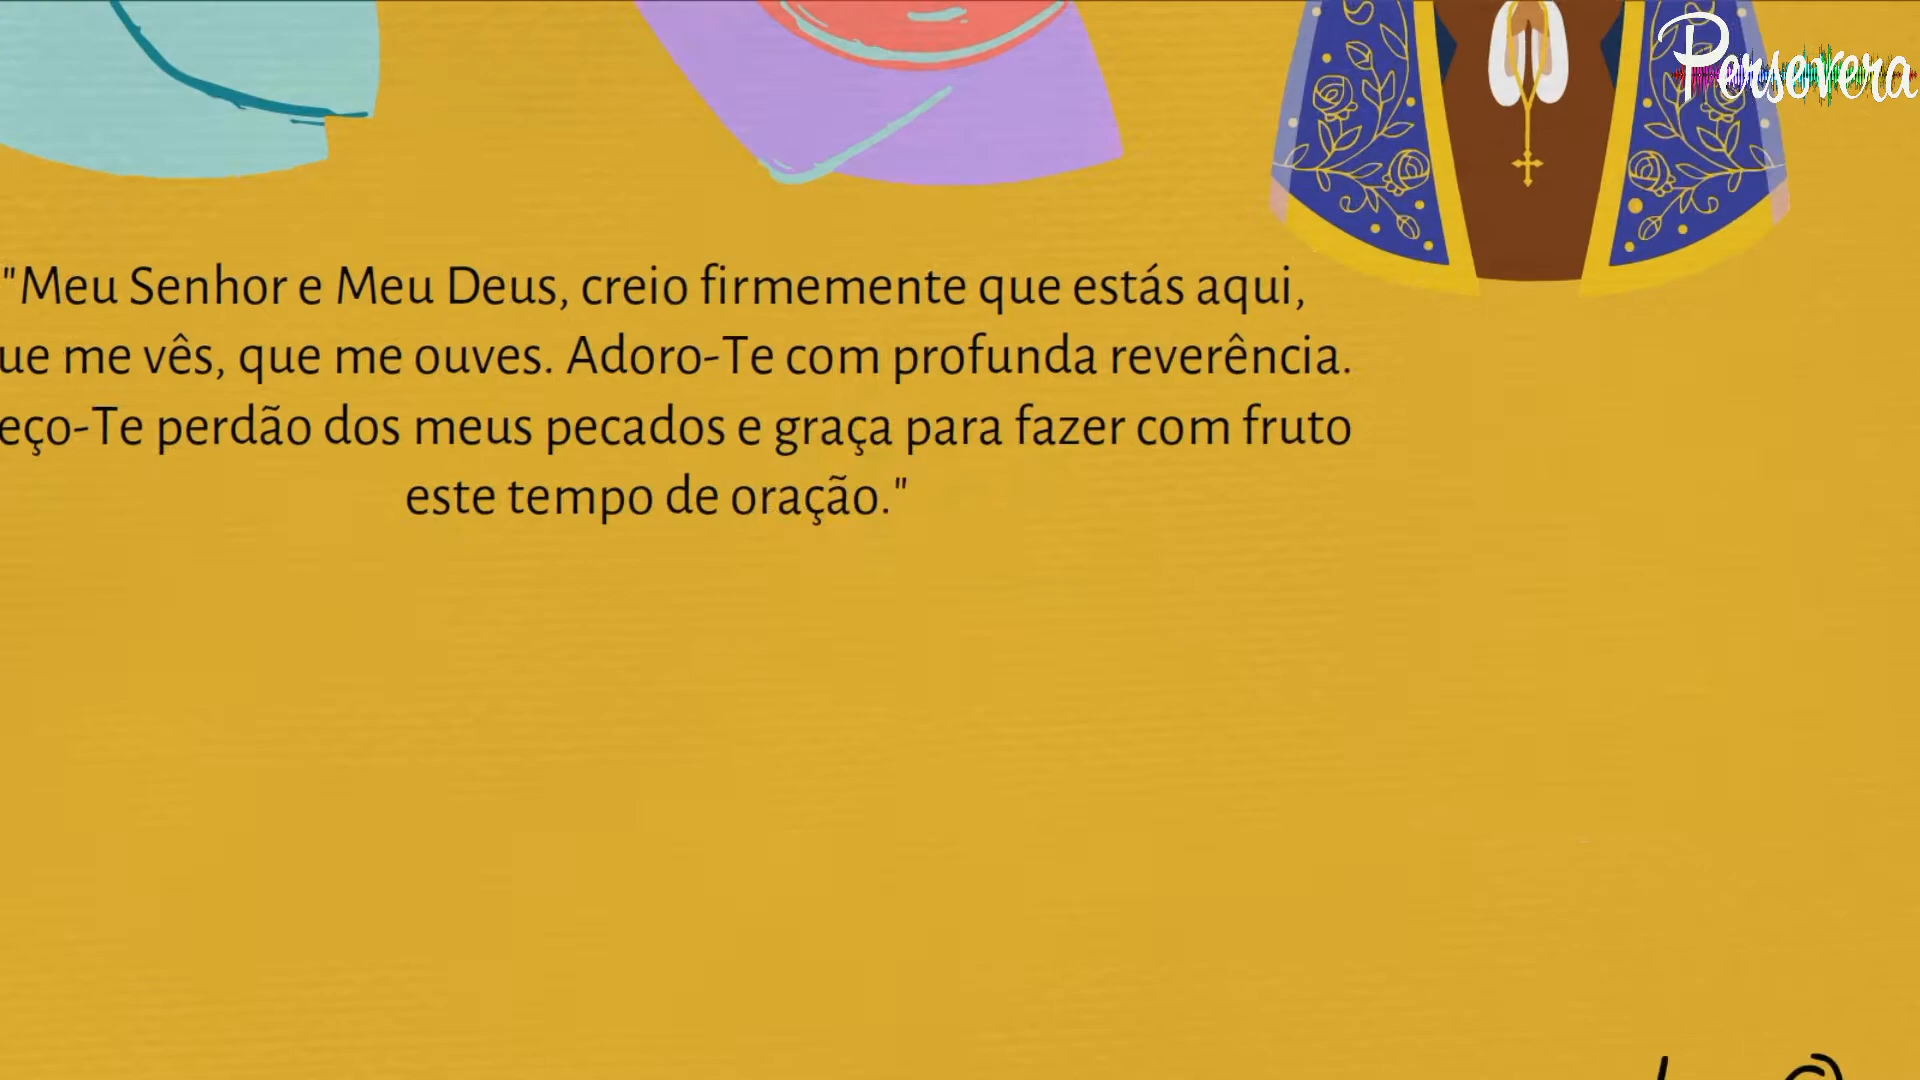 Persevera
"Meu Senhor e Meu Deus, creio firmemente que estás aqui,
ue me vês, que me ouves. Adoro-Te com profunda reverência.
eço-Te perdão dos meus pecados e graça para fazer com fruto
este tempo de oração."